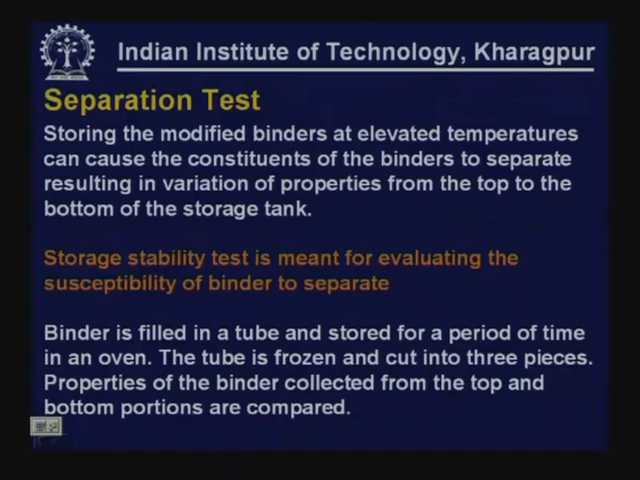 Indian Institute of Technology, Kharagpur
Separation Test
Storing the modified binders at elevated temperatures
can cause the constituents of the binders to separate
resulting in variation of properties from the top to the
bottom of the storage tank.
Storage stability test is meant for evaluating the
susceptibility of binder to separate
Binder is filled in a tube and stored for a period of time
in an oven. The tube is frozen and cut into three pieces.
Properties of the binder collected from the top and
bottom portions are compared.